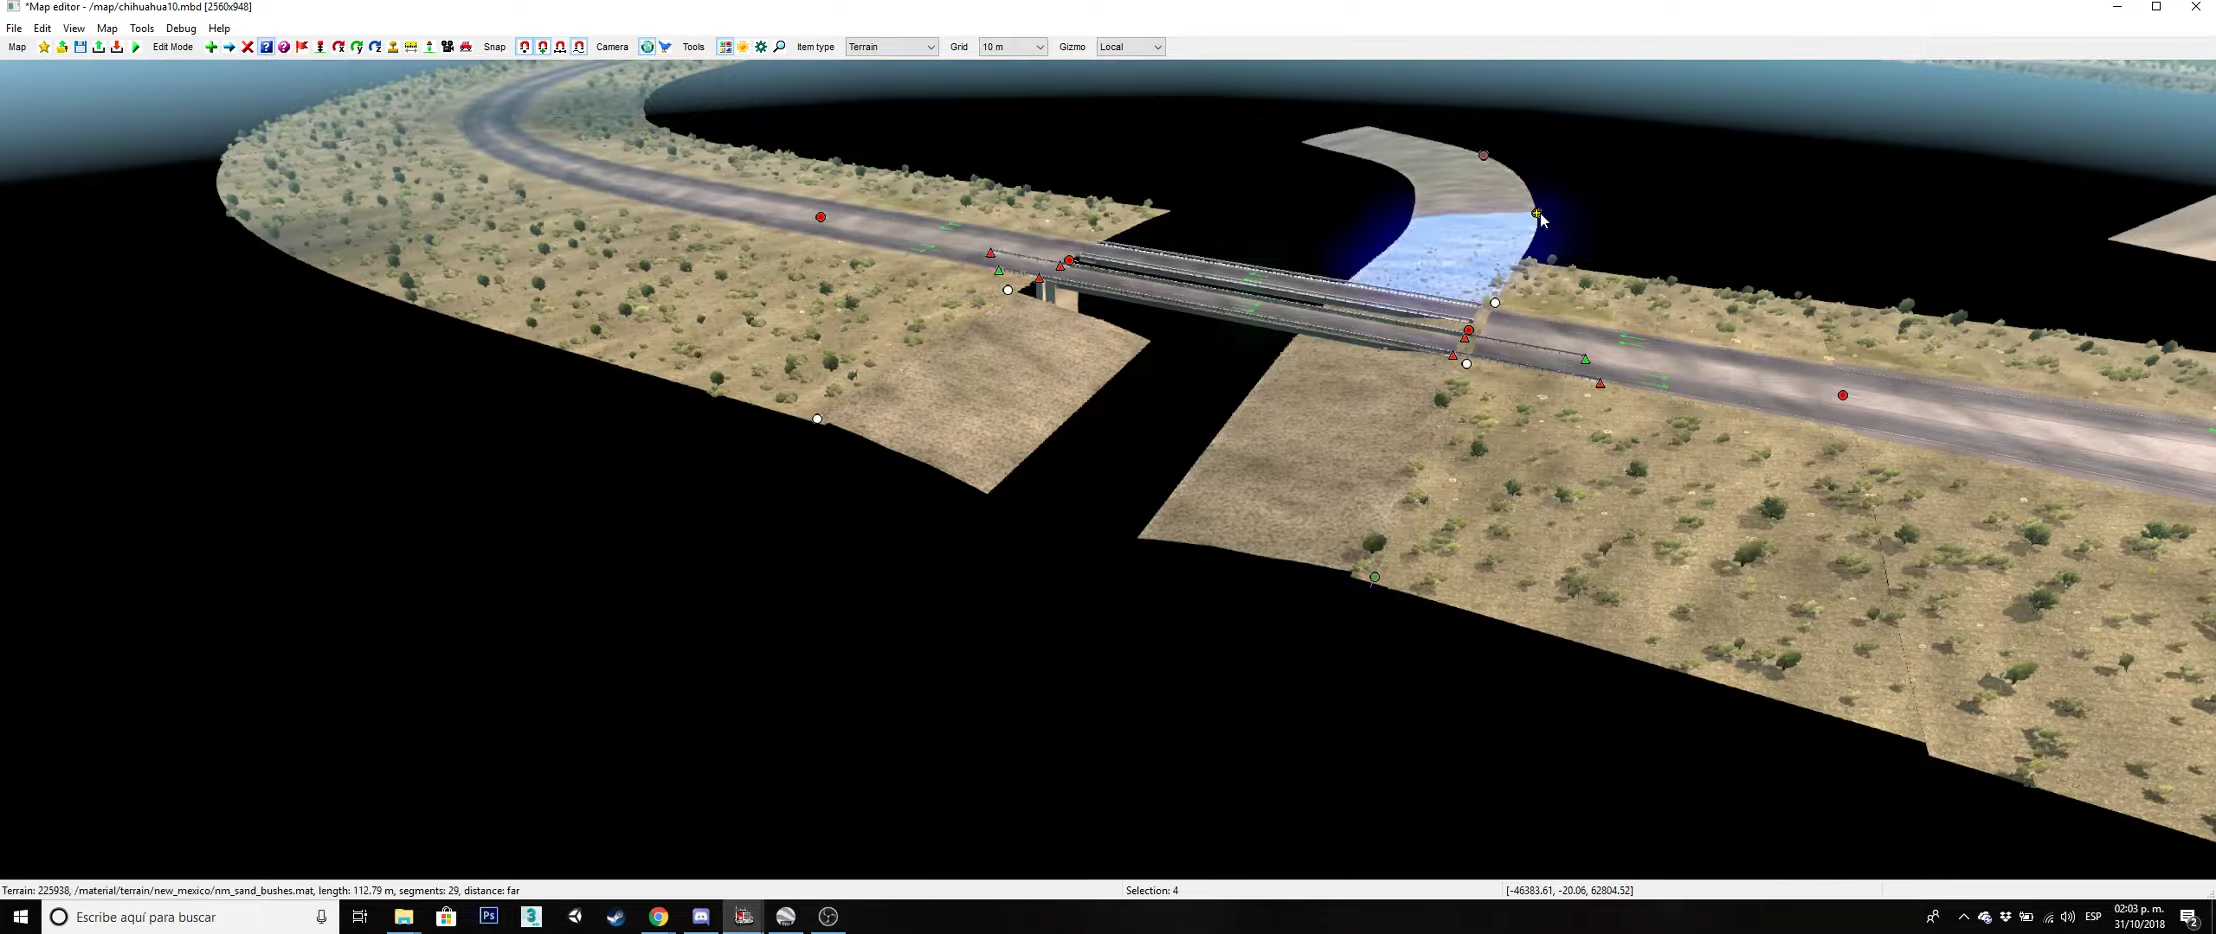 *Map editor - /map/chihuahua10.mbd [2560x948]
File Edit View Map Tools Debug Help
Map Edit Mode Snap Camera Tools Item type Terrain Grid 10 m Gizmo Local
Terrain: 225938, /material/terrain/new_mexico/nm_sand_bushes.mat, length: 112.79 m, segments: 29, distance: far Selection: 4 [-46383.61, -20.06, 62804.52]
Escribe aquí para buscar Ps 3 ESP 02:03 p. m. 2
31/10/2018